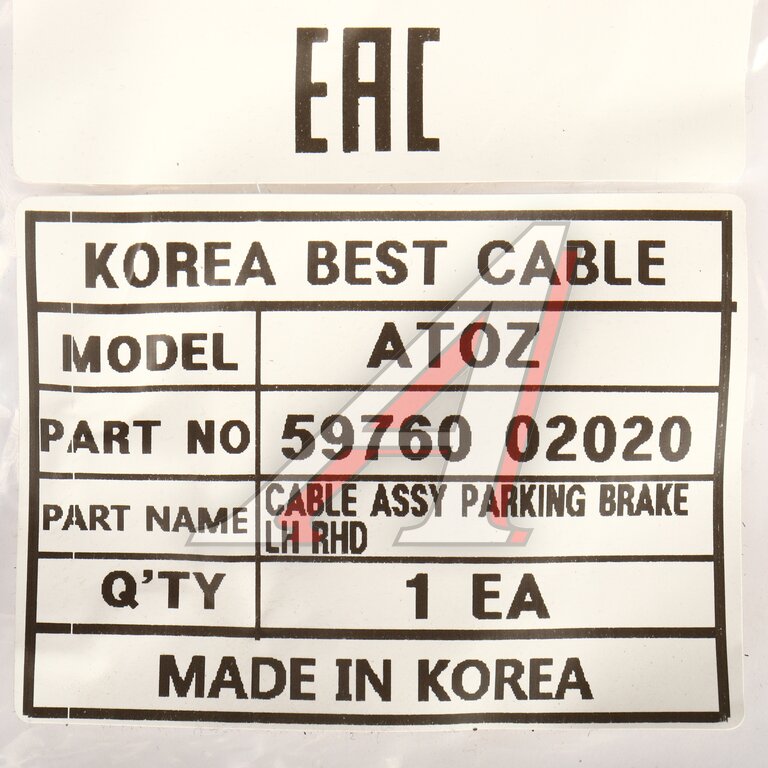 EAC
KOREA BEST CABLE
MODEL ATOZ
PART NO 59760 02020
PART NAME CABLE ASSY PARKING BRAKE
LH RHD
Q'TY 1 EA
MADE IN KOREA